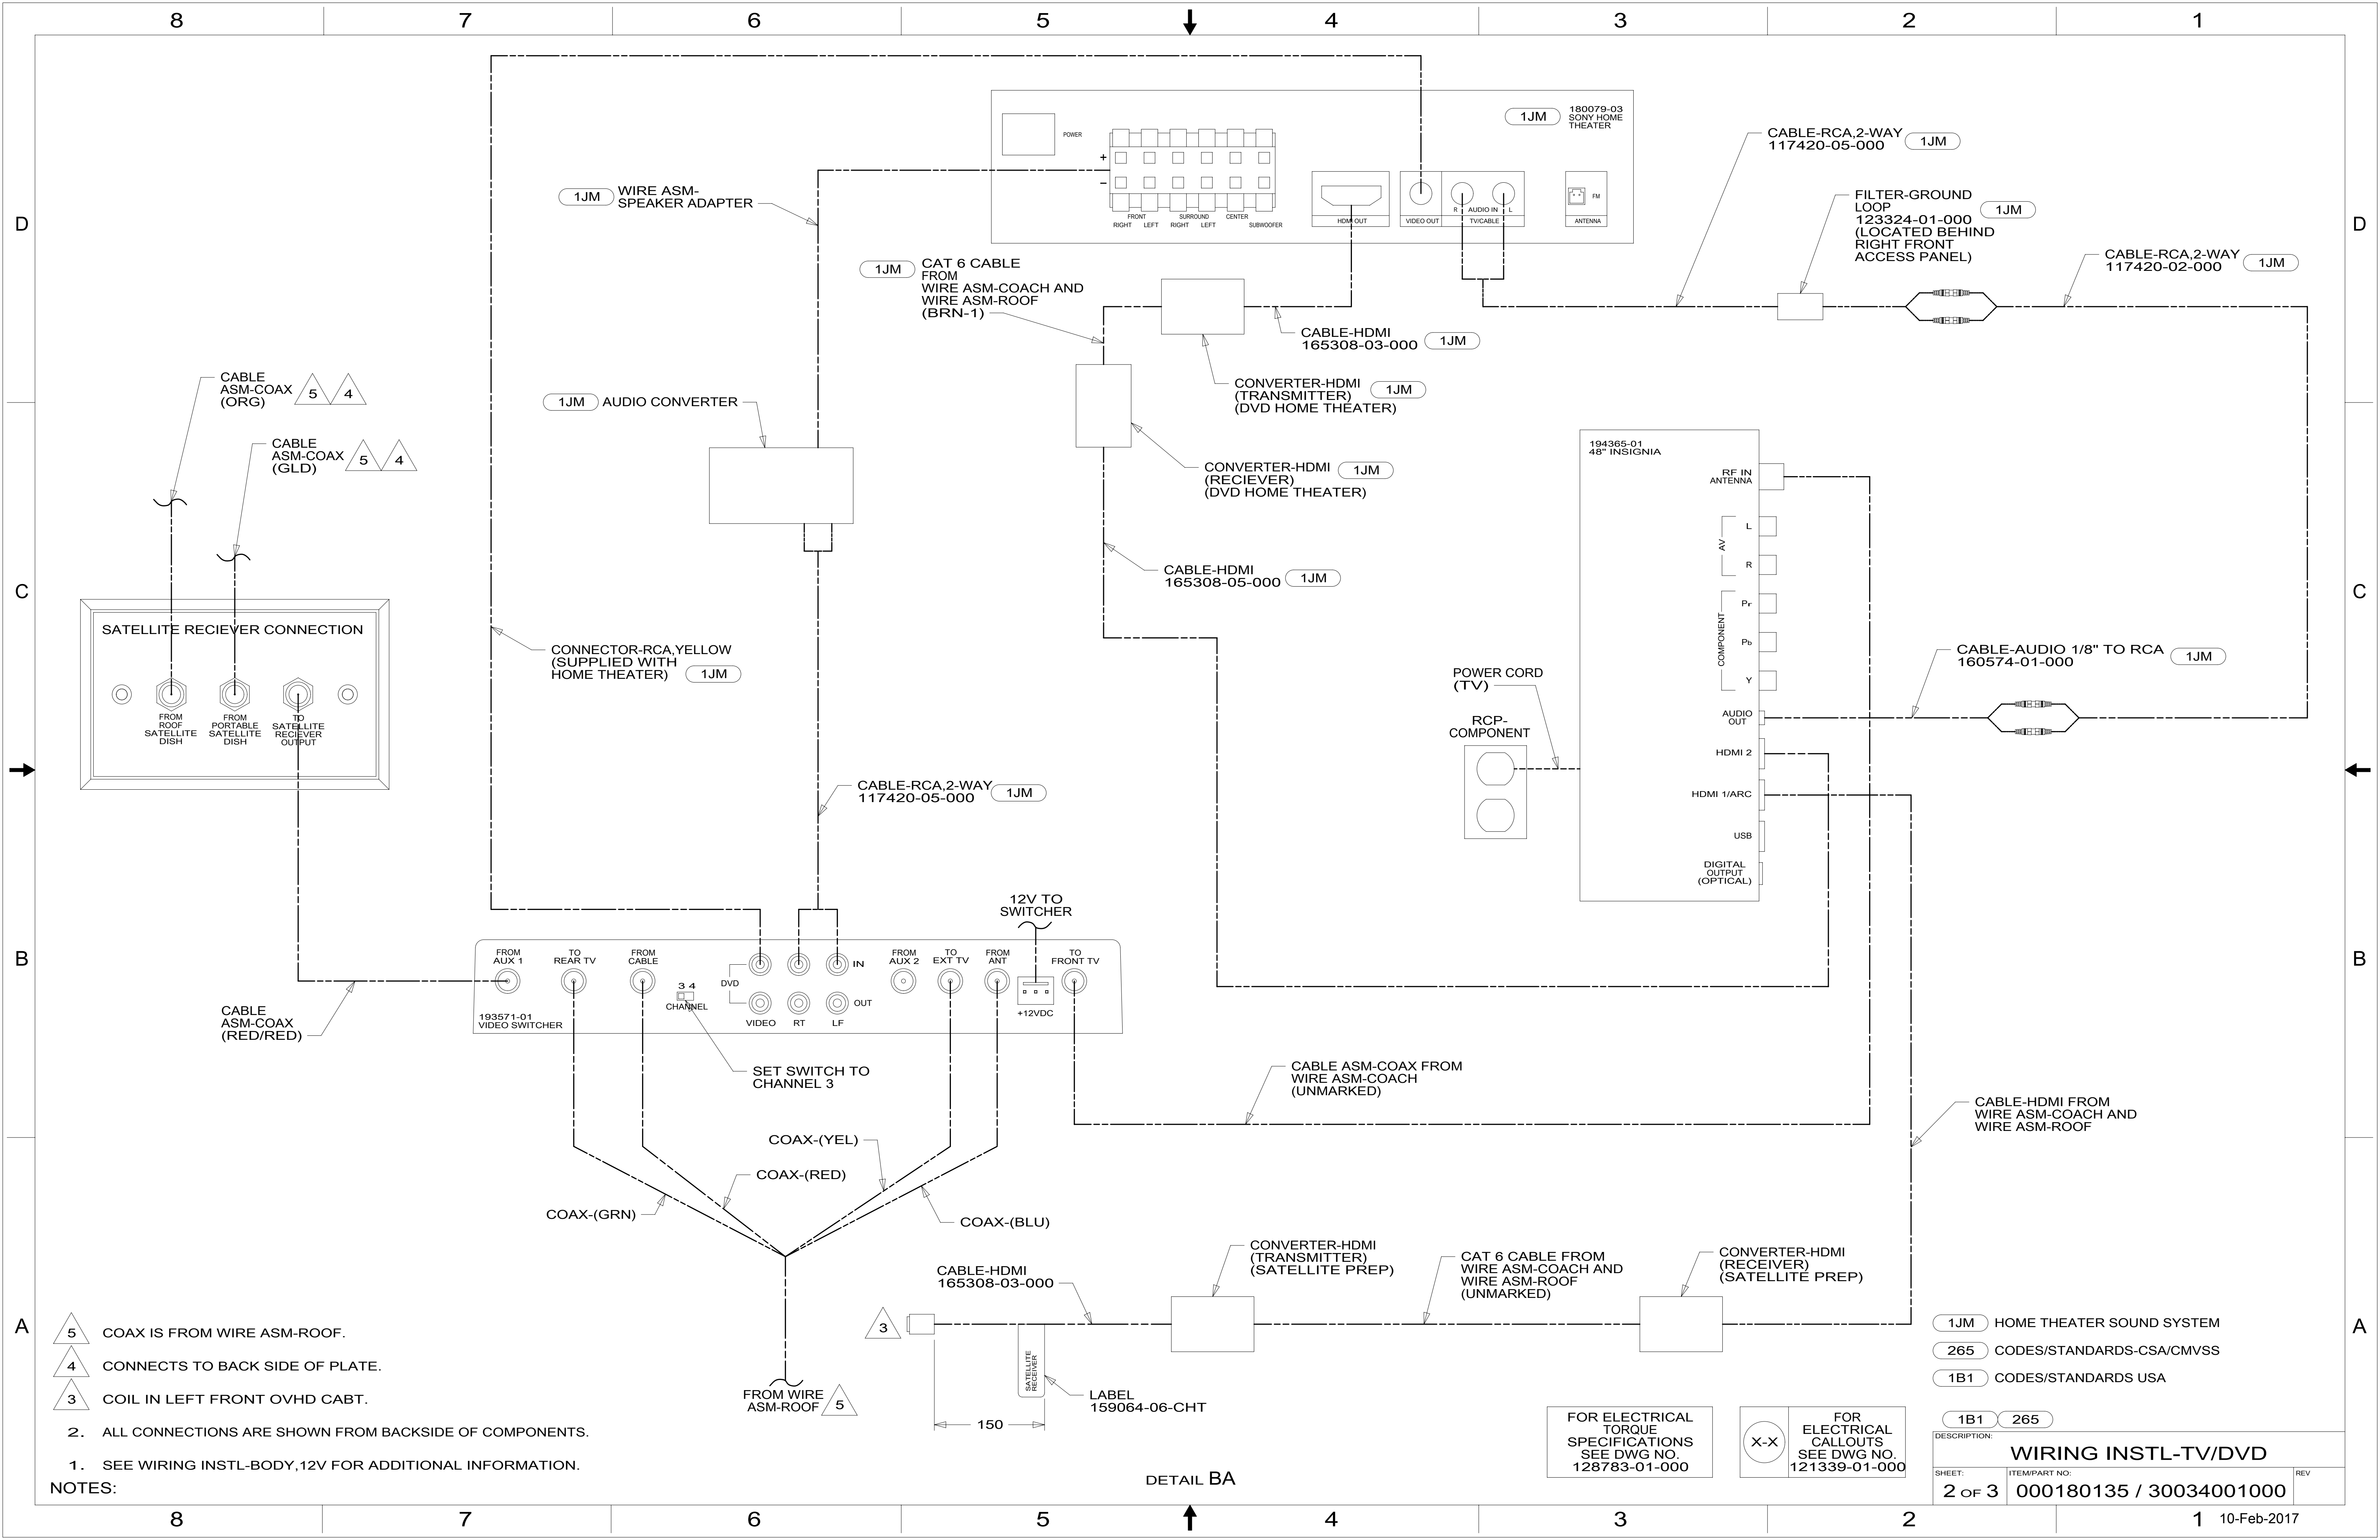 8 7 6 5 4 3 2 1
D
C
B
A
D
C
B
A
1JM
180079-03
SONY HOME
THEATER
POWER
+
−
FRONT
SURROUND
CENTER
RIGHT
LEFT
RIGHT
LEFT
SUBWOOFER
HDMI OUT
VIDEO OUT
R
AUDIO IN
L
TV/CABLE
FM
ANTENNA
CABLE-RCA,2-WAY
117420-05-000
1JM
FILTER-GROUND
LOOP
123324-01-000
(LOCATED BEHIND
RIGHT FRONT
ACCESS PANEL)
1JM
CABLE-RCA,2-WAY
117420-02-000
1JM
1JM
WIRE ASM-
SPEAKER ADAPTER
1JM
CAT 6 CABLE
FROM
WIRE ASM-COACH AND
WIRE ASM-ROOF
(BRN-1)
CABLE-HDMI
165308-03-000
1JM
CONVERTER-HDMI
(TRANSMITTER)
(DVD HOME THEATER)
1JM
CABLE
ASM-COAX
(ORG)
5
4
CABLE
ASM-COAX
(GLD)
5
4
1JM
AUDIO CONVERTER
CONVERTER-HDMI
(RECIEVER)
(DVD HOME THEATER)
1JM
CABLE-HDMI
165308-05-000
1JM
194365-01
48" INSIGNIA
RF IN
ANTENNA
AV
L
R
COMPONENT
Pr
Pb
Y
AUDIO
OUT
HDMI 2
HDMI 1/ARC
USB
DIGITAL
OUTPUT
(OPTICAL)
CABLE-AUDIO 1/8" TO RCA
160574-01-000
1JM
POWER CORD
(TV)
RCP-
COMPONENT
SATELLITE RECIEVER CONNECTION
FROM
ROOF
SATELLITE
DISH
FROM
PORTABLE
SATELLITE
DISH
TO
SATELLITE
RECIEVER
OUTPUT
CONNECTOR-RCA,YELLOW
(SUPPLIED WITH
HOME THEATER)
1JM
CABLE-RCA,2-WAY
117420-05-000
1JM
12V TO
SWITCHER
FROM
AUX 1
TO
REAR TV
FROM
CABLE
3 4
CHANNEL
DVD
IN
OUT
VIDEO
RT
LF
FROM
AUX 2
TO
EXT TV
FROM
ANT
+12VDC
TO
FRONT TV
193571-01
VIDEO SWITCHER
CABLE
ASM-COAX
(RED/RED)
SET SWITCH TO
CHANNEL 3
CABLE ASM-COAX FROM
WIRE ASM-COACH
(UNMARKED)
CABLE-HDMI FROM
WIRE ASM-COACH AND
WIRE ASM-ROOF
COAX-(YEL)
COAX-(RED)
COAX-(GRN)
COAX-(BLU)
FROM WIRE
ASM-ROOF
5
CABLE-HDMI
165308-03-000
CONVERTER-HDMI
(TRANSMITTER)
(SATELLITE PREP)
CAT 6 CABLE FROM
WIRE ASM-COACH AND
WIRE ASM-ROOF
(UNMARKED)
CONVERTER-HDMI
(RECEIVER)
(SATELLITE PREP)
3
SATELLITE
RECEIVER
LABEL
159064-06-CHT
150
5 COAX IS FROM WIRE ASM-ROOF.
4 CONNECTS TO BACK SIDE OF PLATE.
3 COIL IN LEFT FRONT OVHD CABT.
2. ALL CONNECTIONS ARE SHOWN FROM BACKSIDE OF COMPONENTS.
1. SEE WIRING INSTL-BODY,12V FOR ADDITIONAL INFORMATION.
NOTES:
DETAIL BA
FOR ELECTRICAL
TORQUE
SPECIFICATIONS
SEE DWG NO.
128783-01-000
X-X
FOR
ELECTRICAL
CALLOUTS
SEE DWG NO.
121339-01-000
1JM HOME THEATER SOUND SYSTEM
265 CODES/STANDARDS-CSA/CMVSS
1B1 CODES/STANDARDS USA
1B1 265
DESCRIPTION:
WIRING INSTL-TV/DVD
SHEET:
2 OF 3
ITEM/PART NO:
000180135 / 30034001000
REV
8 7 6 5 4 3 2 1
10-Feb-2017